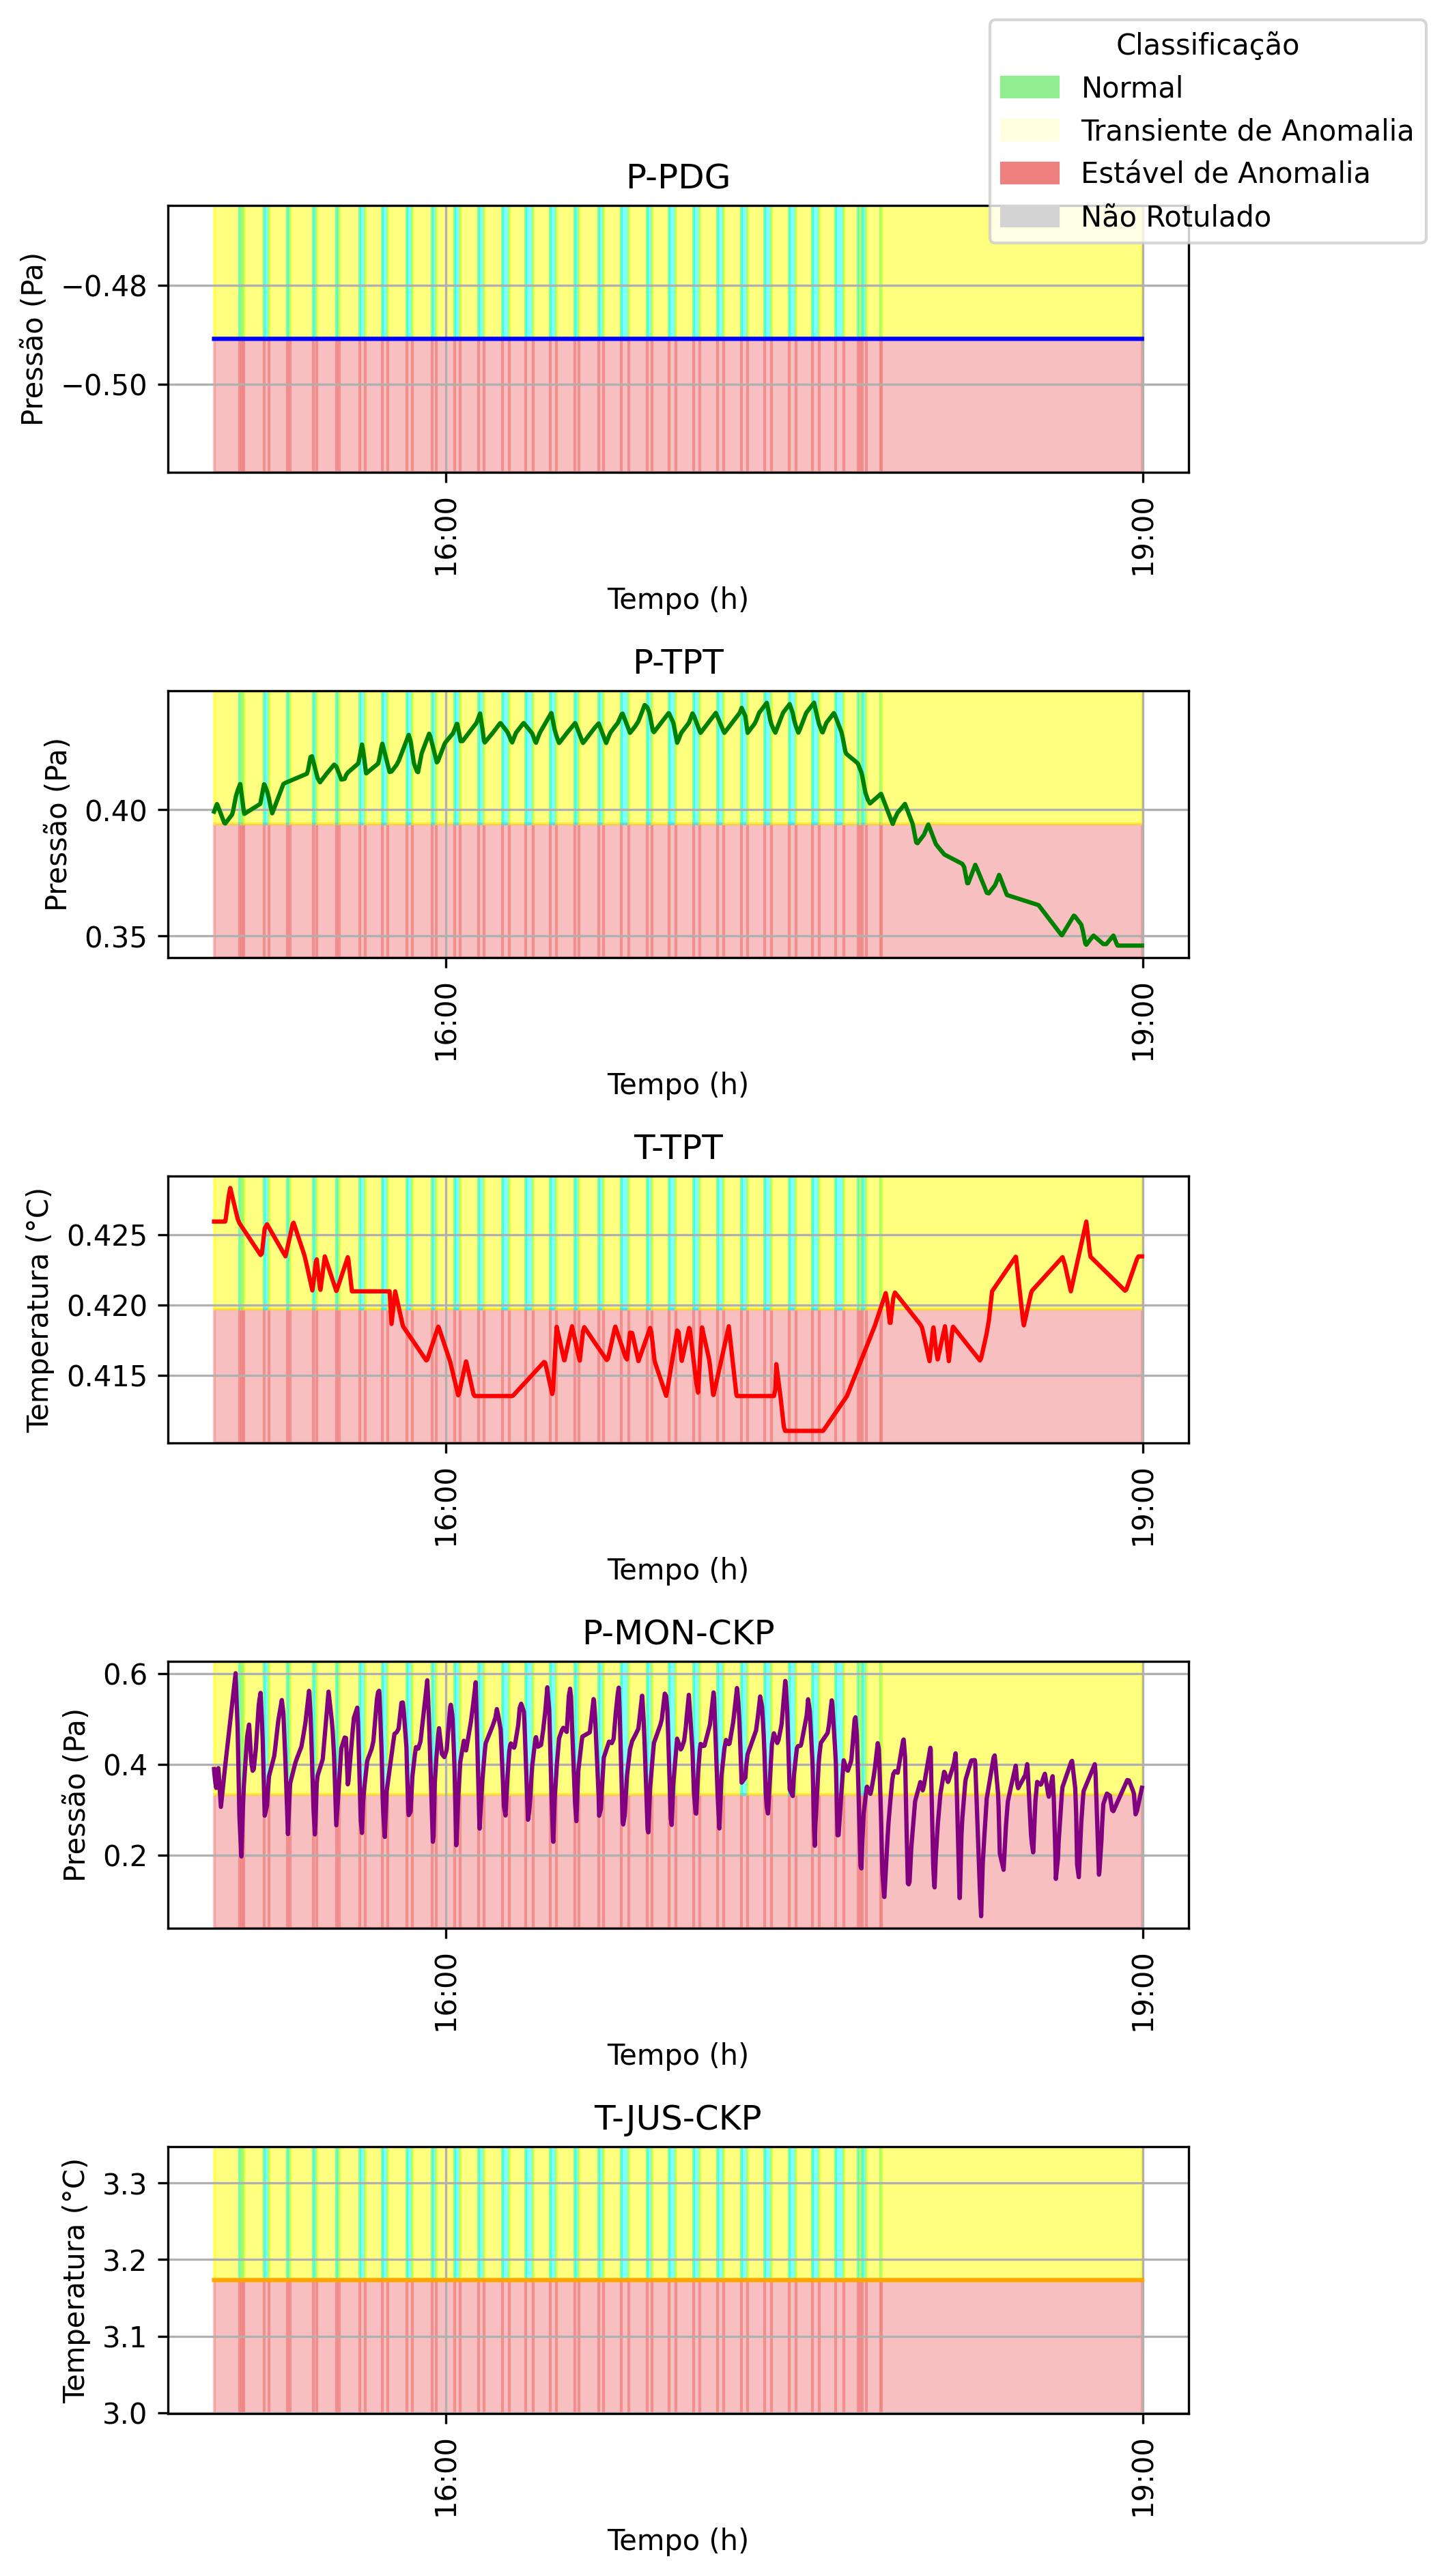 Classificação
Normal
Transiente de Anomalia
Estável de Anomalia
Não Rotulado
P-PDG
Pressão (Pa)
−0.48
−0.50
16:00
19:00
Tempo (h)
P-TPT
Pressão (Pa)
0.40
0.35
16:00
19:00
Tempo (h)
T-TPT
Temperatura (°C)
0.425
0.420
0.415
16:00
19:00
Tempo (h)
P-MON-CKP
Pressão (Pa)
0.6
0.4
0.2
16:00
19:00
Tempo (h)
T-JUS-CKP
Temperatura (°C)
3.3
3.2
3.1
3.0
16:00
19:00
Tempo (h)